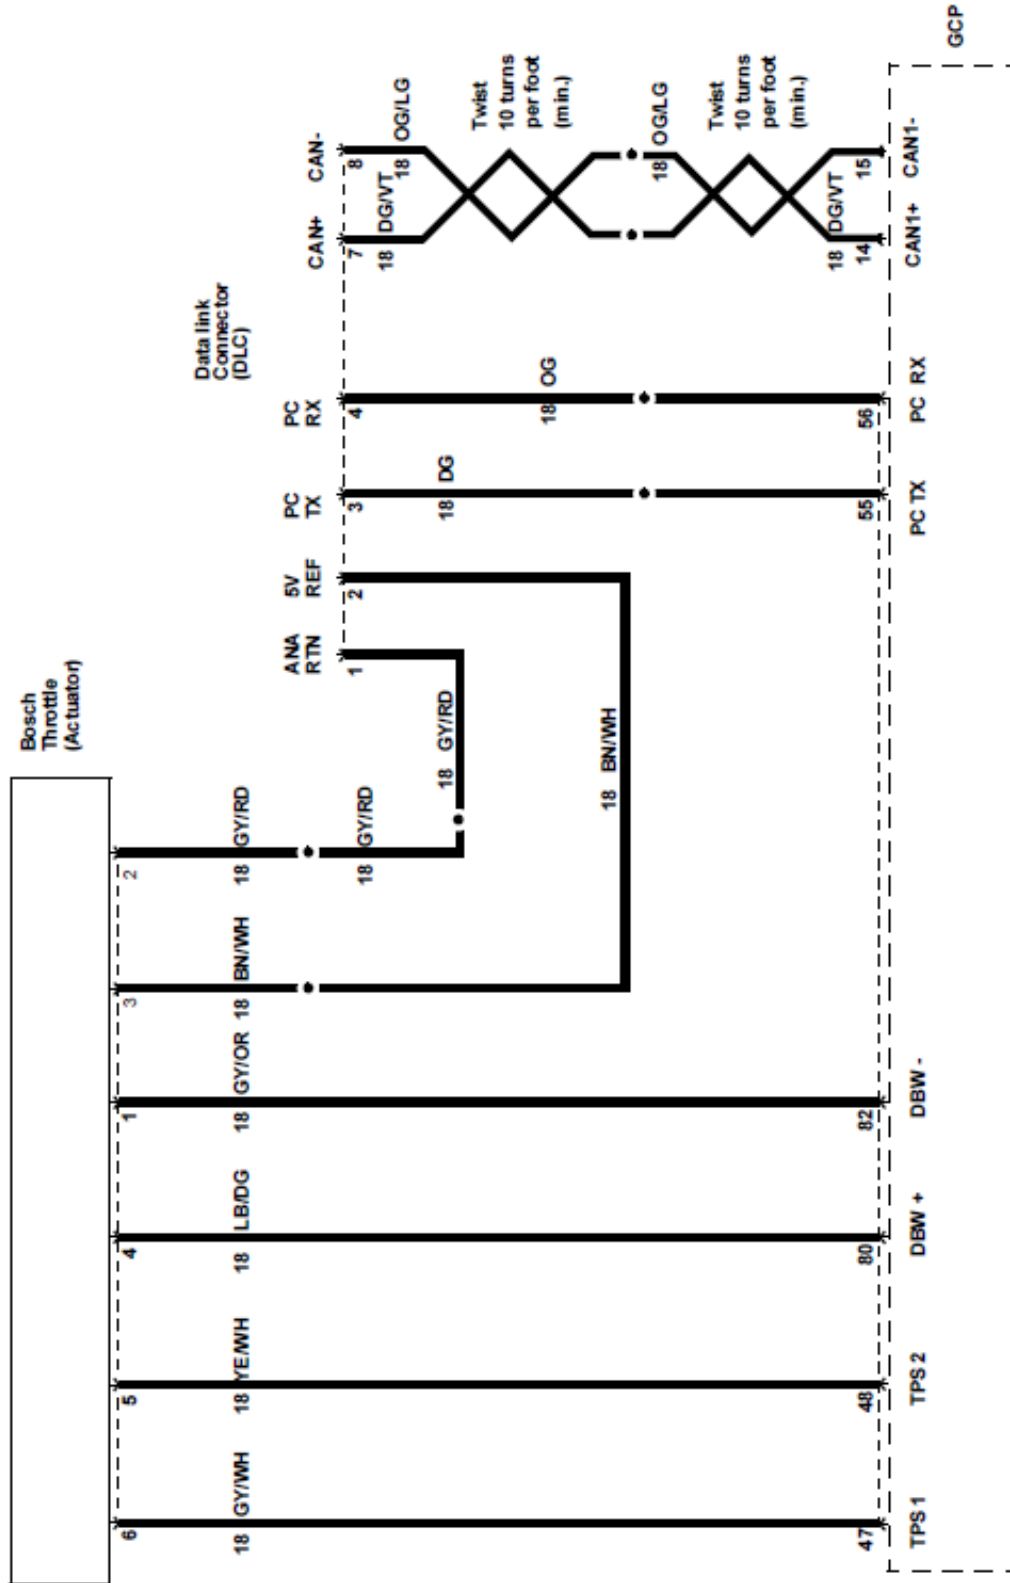 Bosch
Throttle
(Actuator)
6
5
4
1
3
2
18 GY/WH
18 YE/WH
18 LB/DG
18 GY/OR
18 BN/WH
18 GY/RD
Data link
Connector
(DLC)
ANA
RTN
5V
REF
PC
TX
PC
RX
CAN+
CAN-
1
2
3
4
7
8
18 GY/RD
18 GY/RD
18 BN/WH
18 DG
18 OG
18 DG/VT
18 OG/LG
Twist
10 turns
per foot
(min.)
18 OG/LG
Twist
10 turns
per foot
(min.)
18 DG/VT
47
48
80
82
55
56
14
15
TPS 1
TPS 2
DBW +
DBW -
PC TX
PC RX
CAN1+
CAN1-
GCP